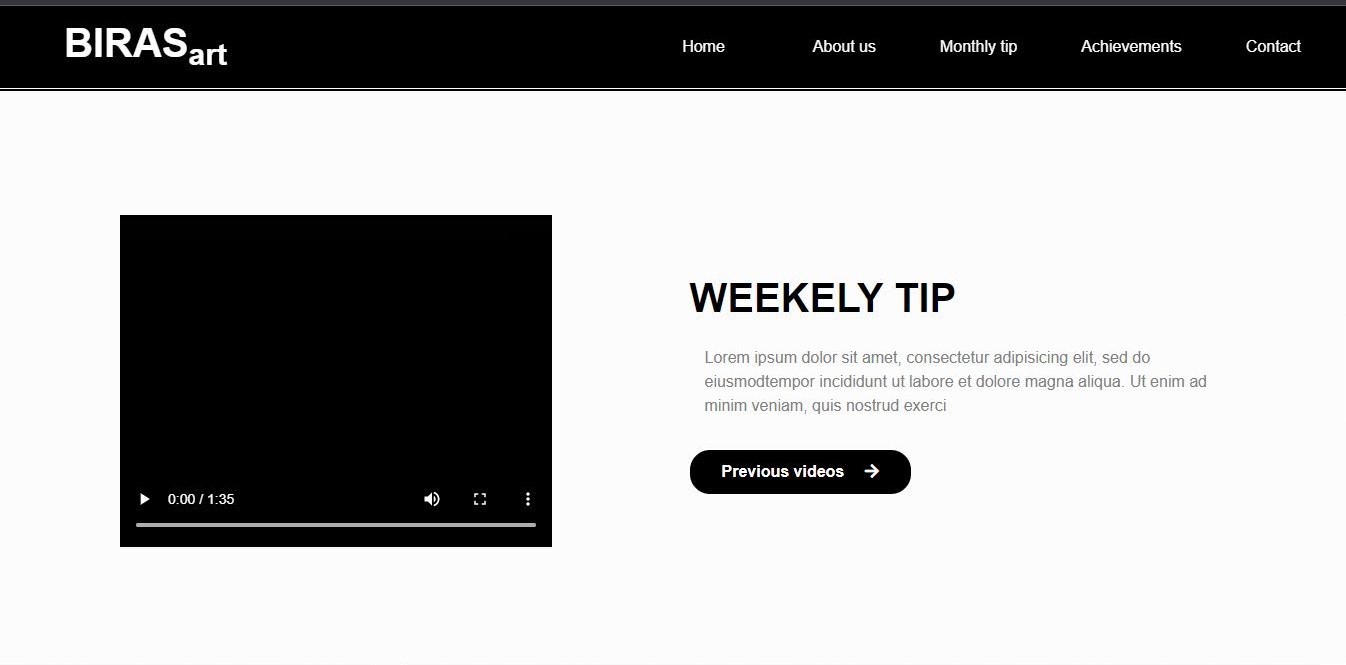 BIRASart
Home About us Monthly tip Achievements Contact
WEEKELY TIP
Lorem ipsum dolor sit amet, consectetur adipisicing elit, sed do
eiusmodtempor incididunt ut labore et dolore magna aliqua. Ut enim ad
minim veniam, quis nostrud exerci
Previous videos
0:00 / 1:35